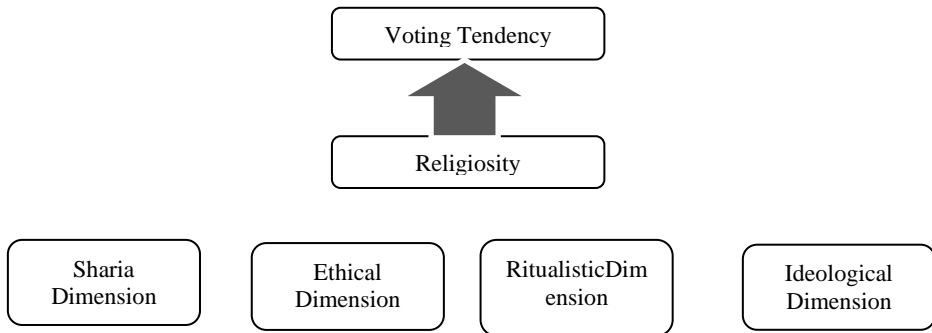 Voting Tendency
Religiosity
Sharia
Dimension
Ethical
Dimension
RitualisticDim
ension
Ideological
Dimension